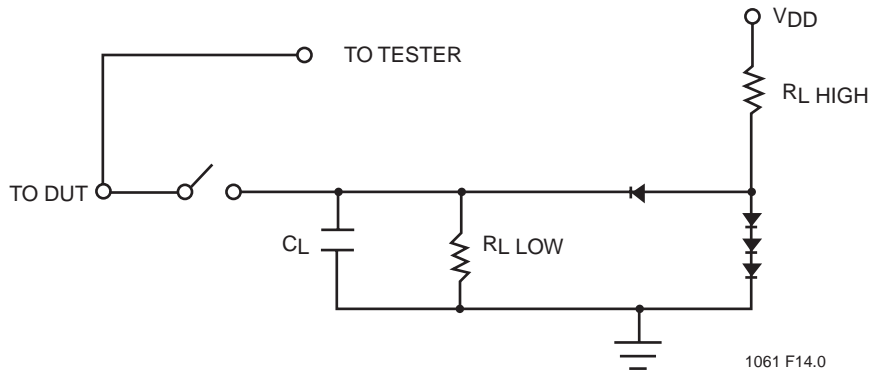 VDD
TO TESTER
RL HIGH
TO DUT
CL
RL LOW
1061 F14.0